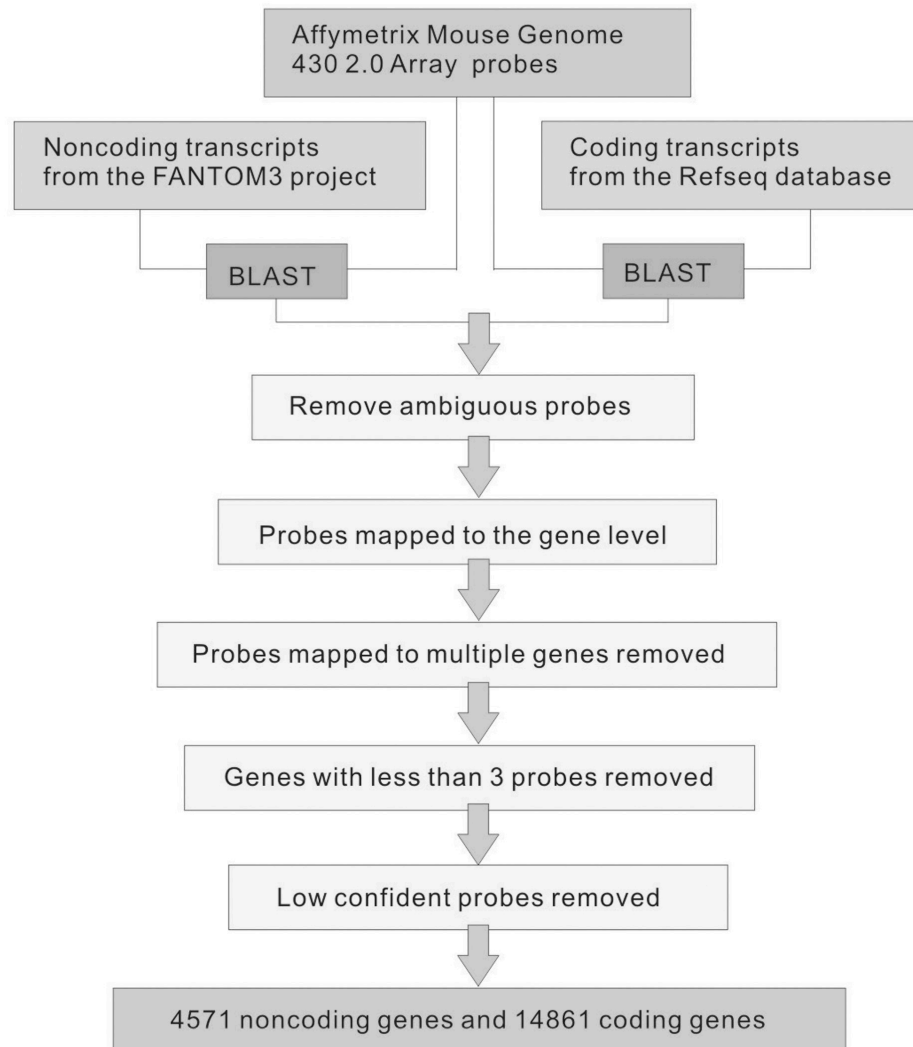 Affymetrix Mouse Genome
430 2.0 Array probes
Noncoding transcripts
from the FANTOM3 project
Coding transcripts
from the Refseq database
BLAST
BLAST
Remove ambiguous probes
Probes mapped to the gene level
Probes mapped to multiple genes removed
Genes with less than 3 probes removed
Low confident probes removed
4571 noncoding genes and 14861 coding genes